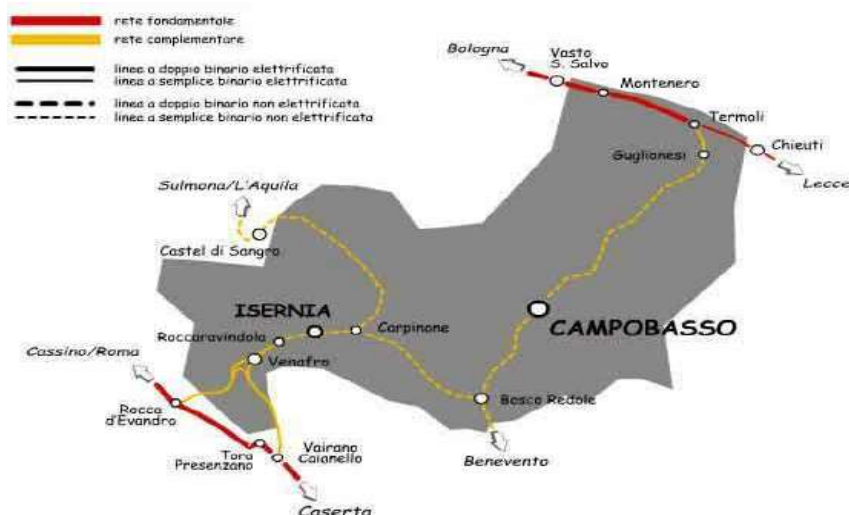 rete fondamentale
rete complementare
linea a doppio binario elettrificata
linea a semplice binario elettrificata
linea a doppio binario non elettrificata
linea a semplice binario non elettrificata
Bologna
Vasto
S. Salvo
Montenero
Termoli
Chieuti
Guglionesi
Lecce
Sulmona/L'Aquila
Castel di Sangro
ISERNIA
Carpinone
CAMPOBASSO
Roccaravindola
Cassino/Roma
Venafro
Rocca
d'Evandro
Bosco Redole
Tora
Presenzano
Vairano
Caianello
Benevento
Caserta